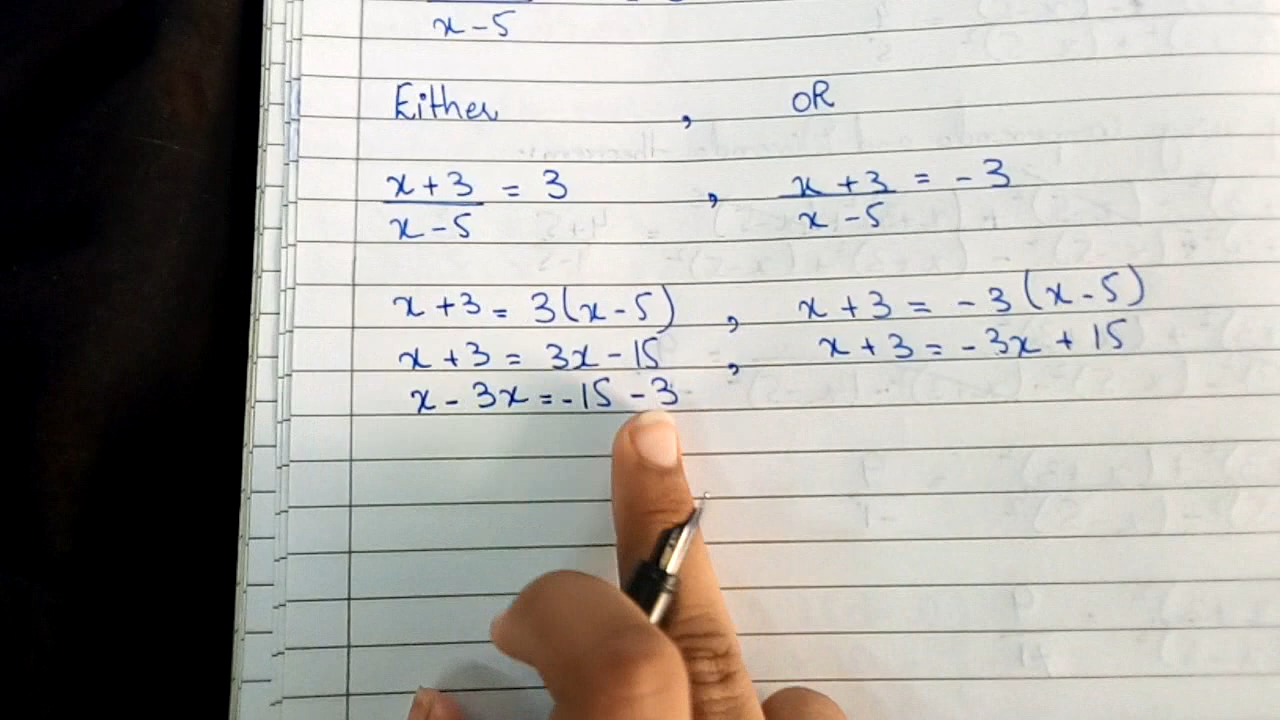 x-5
Either , OR
x+3/x-5 = 3 , x+3/x-5 = -3
x+3 = 3(x-5) , x+3 = -3(x-5)
x+3 = 3x-15 , x+3 = -3x+15
x-3x = -15-3